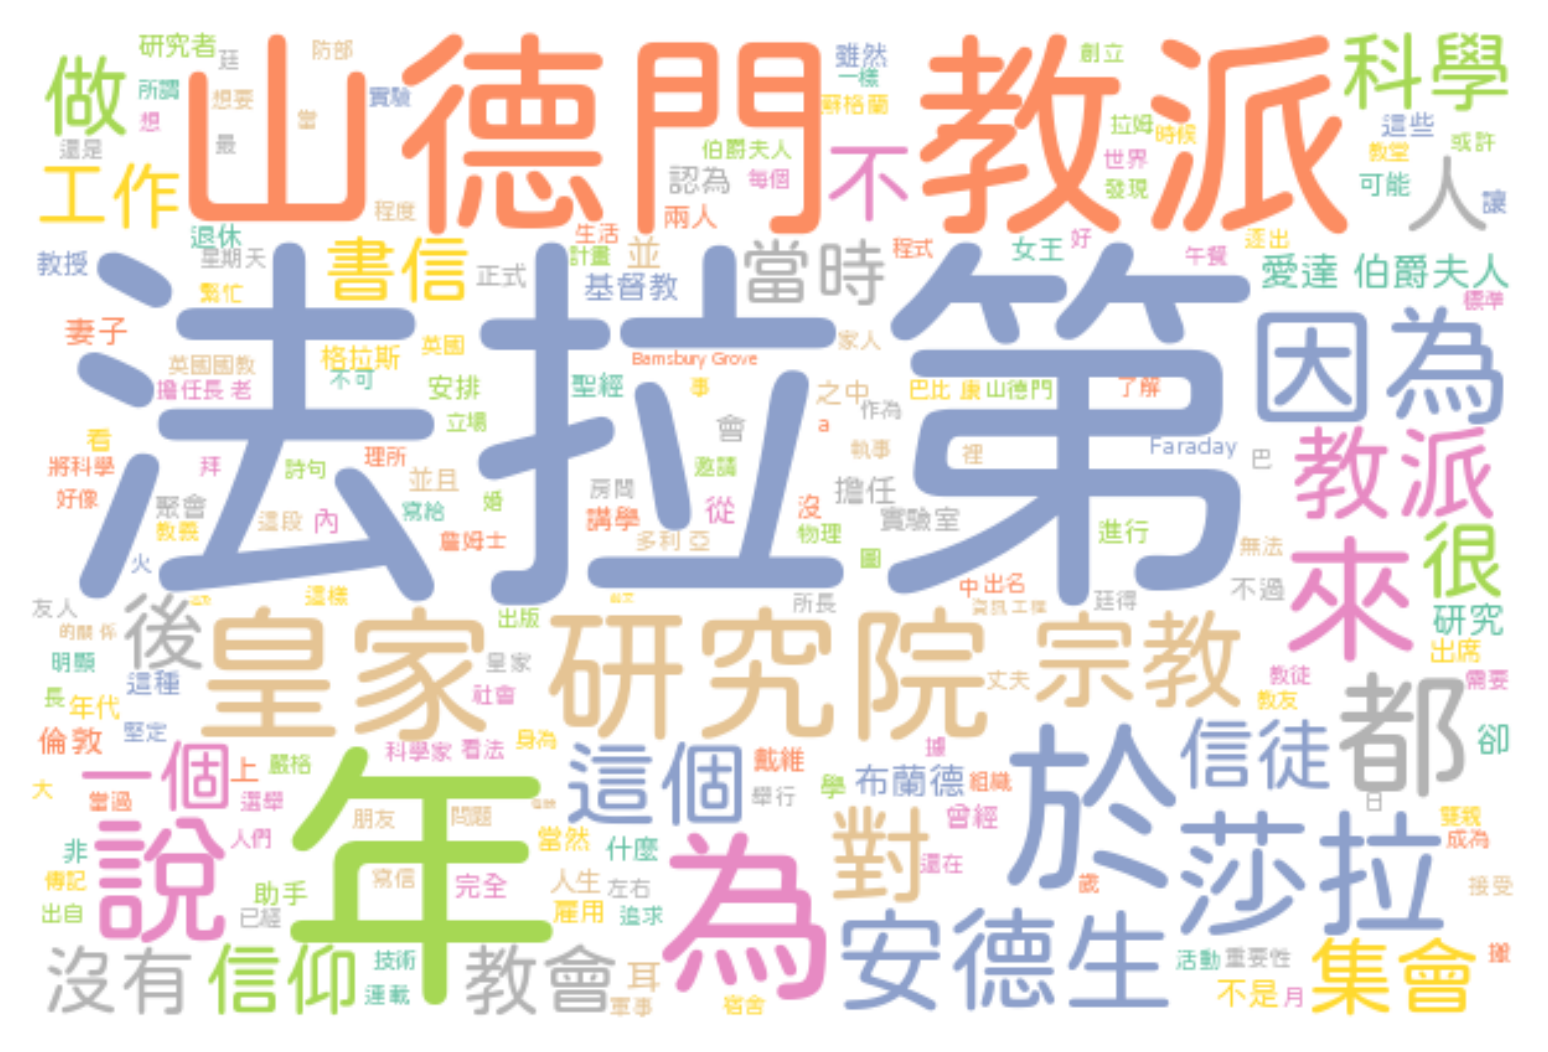 研究者
防部
做
山德門教派
雖然
創立
科學
廷
所謂
想要
當
實驗
一樣
蘇格蘭
想
最
還是
伯爵夫人
拉姆
時候
這些
或許
教堂
工作
認為
每個
不
世界
發現
可能
人
讓
程度
兩人
退休
生活
星期天
書信
計畫
並
當時
程式
女王
好
午餐
逐出
教授
法拉第
正式
基督教
愛達
伯爵夫人
繁忙
標準
妻子
英國
家人
因為
格拉斯
Barnsbury Grove
英國國教
不可
擔任長老
安排
聖經
事
之中
巴比
康
山德門
了解
立場
作為
會
a
看
Faraday
教派
將科學
拜
詩句
理所
執事
裡
巴
邀請
並且
好像
聚會
婚
房間
擔任
寫給
從
沒
教義
這段
內
講學
實驗室
物理
進行
很
詹姆士
多利亞
無法
來
火
圖
中
出名
不過
友人
後
這樣
所長
資訊工程
廷得
出版
研究
的關係
皇家研究院
宗教
明顯
皇家
出席
這種
社會
丈夫
教徒
教友
需要
長
年代
都
堅定
倫敦
科學家
看法
身為
據
信徒
卻
一個
上
嚴格
年
這個
戴維
布蘭德
組織
於
大
當過
選舉
舉行
學
日
朋友
問題
曾經
雙親
說
人們
當然
什麼
對
成為
非
還在
莎拉
傳記
助手
寫信
完全
人生
左右
為
歲
接受
出自
已經
雇用
追求
安德生
沒有
信仰
技術
教會
耳
活動
重要性
集會
搬
連載
軍事
宿舍
不是
月